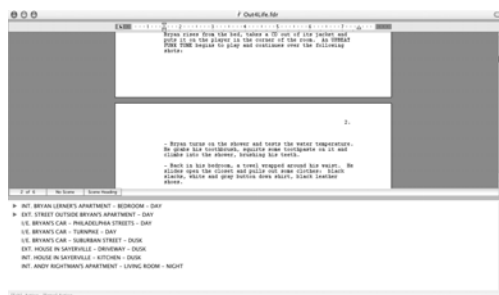 Out4Life.fdr
Bryan rises from the bed, takes a CD out of its jacket and
puts it on the player in the corner of the room. An UPBEAT
FUNK TUNE begins to play and continues over the following
shots:
2.
- Bryan turns on the shower and tests the water temperature.
He grabs his toothbrush, squirts some toothpaste on it and
climbs into the shower, brushing his teeth.
- Back in his bedroom, a towel wrapped around his waist. He
slides open the closet and pulls out some clothes: black
slacks, white and gray button down shirt, black leather
shoes.
No Scene Scene Heading
INT. BRYAN LERNER'S APARTMENT - BEDROOM - DAY
EXT. STREET OUTSIDE BRYAN'S APARTMENT - DAY
I/E. BRYAN'S CAR - PHILADELPHIA STREETS - DAY
I/E. BRYAN'S CAR - TURNPIKE - DAY
I/E. BRYAN'S CAR - SUBURBAN STREET - DUSK
EXT. HOUSE IN SAYERVILLE - DRIVEWAY - DUSK
INT. HOUSE IN SAYERVILLE - KITCHEN - DUSK
INT. ANDY RIGHTMAN'S APARTMENT - LIVING ROOM - NIGHT